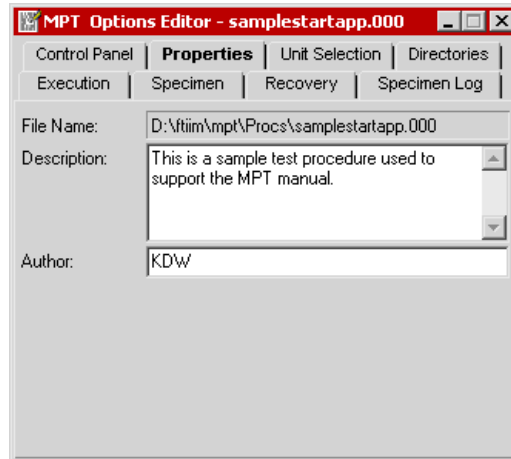 MPT Options Editor - samplestartapp.000
Control Panel Properties Unit Selection Directories
Execution Specimen Recovery Specimen Log
File Name: D:\ftiim\mpt\Procs\samplestartapp.000
Description: This is a sample test procedure used to
support the MPT manual.
Author: KDW